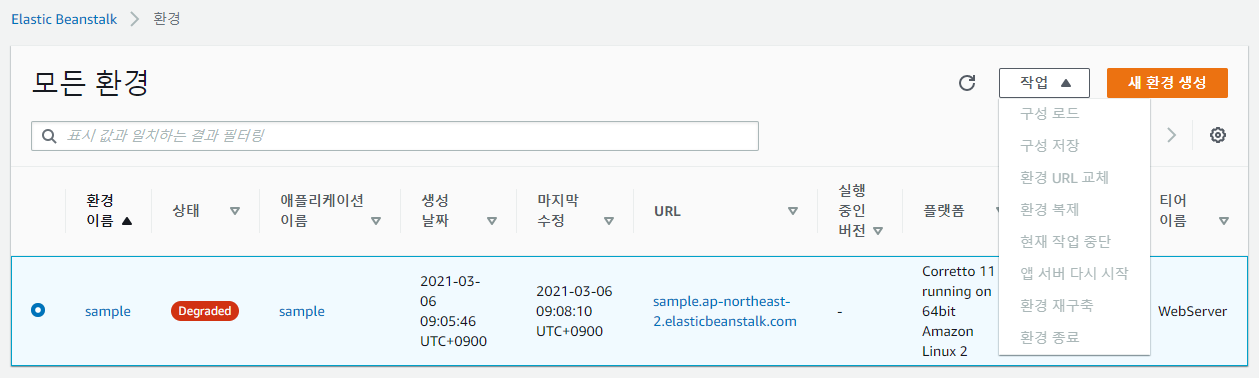 Elastic Beanstalk
환경
모든 환경
작업
새 환경 생성
표시 값과 일치하는 결과 필터링
구성 로드
구성 저장
환경 URL 교체
환경 복제
현재 작업 중단
앱 서버 다시 시작
환경 재구축
환경 종료
환경
이름
상태
애플리케이션
이름
생성
날짜
마지막
수정
URL
실행
중인
버전
플랫폼
티어
이름
sample
Degraded
sample
2021-03-
06
09:05:46
UTC+0900
2021-03-06
09:08:10
UTC+0900
sample.ap-northeast-
2.elasticbeanstalk.com
-
Corretto 11
running on
64bit
Amazon
Linux 2
WebServer